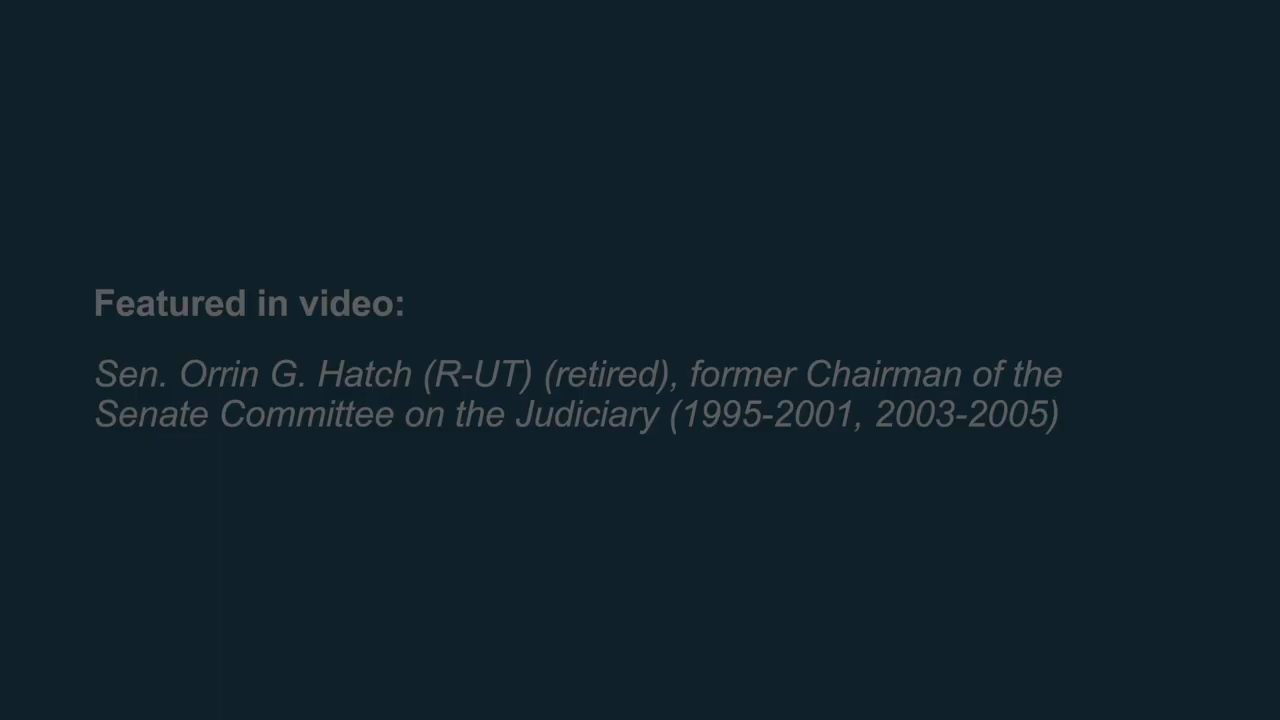 Featured in video:
Sen. Orrin G. Hatch (R-UT) (retired), former Chairman of the
Senate Committee on the Judiciary (1995-2001, 2003-2005)